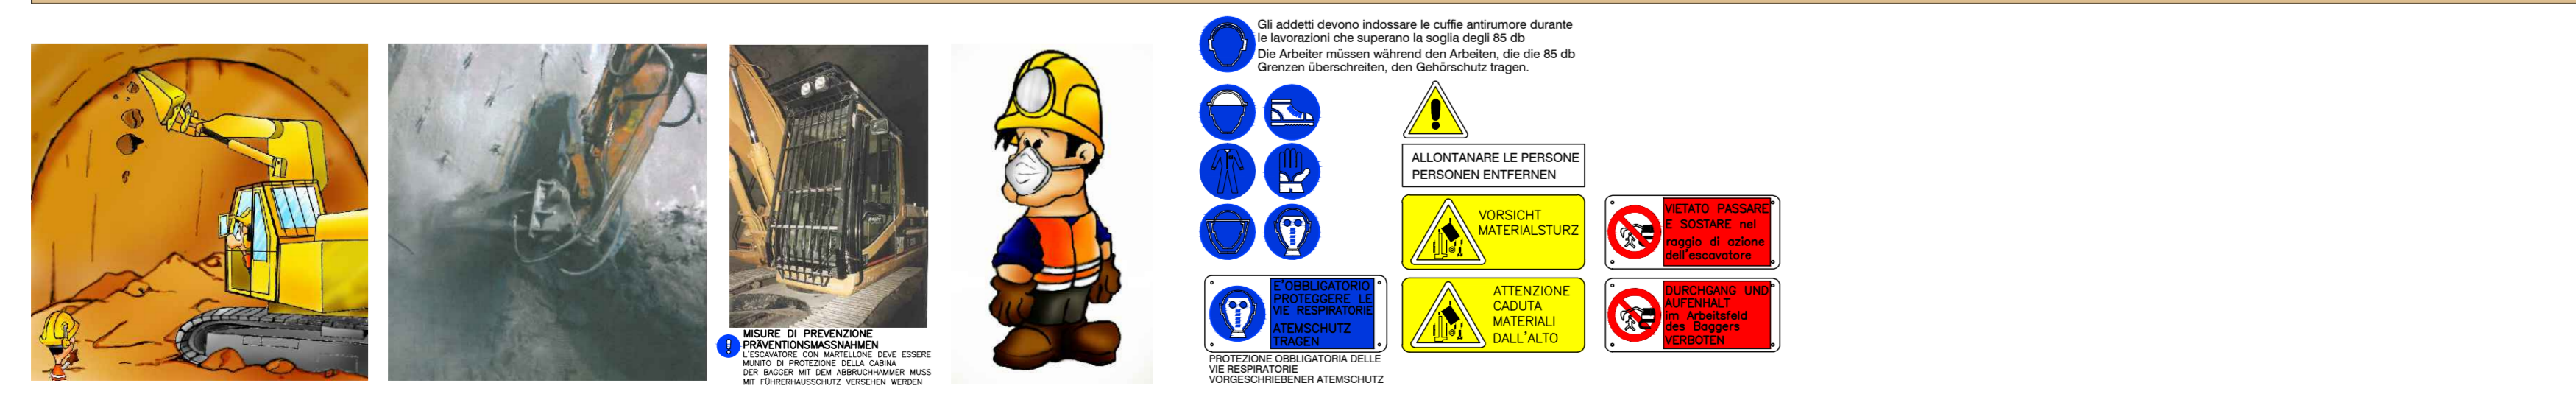 Gli addetti devono indossare le cuffie antirumore durante
le lavorazioni che superano la soglia degli 85 db
Die Arbeiter müssen während den Arbeiten, die die 85 db
Grenzen überschreiten, den Gehörschutz tragen.
ALLONTANARE LE PERSONE
PERSONEN ENTFERNEN
VORSICHT
MATERIALSTURZ
VIETATO PASSARE
E SOSTARE nel
raggio di azione
dell'escavatore
E'OBBLIGATORIO
PROTEGGERE LE
VIE RESPIRATORIE
ATEMSCHUTZ
TRAGEN
ATTENZIONE
CADUTA
MATERIALI
DALL'ALTO
DURCHGANG UND
AUFENHALT
im Arbeitsfeld
des Baggers
VERBOTEN
MISURE DI PREVENZIONE
PRÄVENTIONSMASSNAHMEN
L'ESCAVATORE CON MARTELLONE DEVE ESSERE
MUNITO DI PROTEZIONE DELLA CABINA
DER BAGGER MIT DEM ABBRUCHHAMMER MUSS
MIT FÜHRERHAUSSCHUTZ VERSEHEN WERDEN
PROTEZIONE OBBLIGATORIA DELLE
VIE RESPIRATORIE
VORGESCHRIEBENER ATEMSCHUTZ